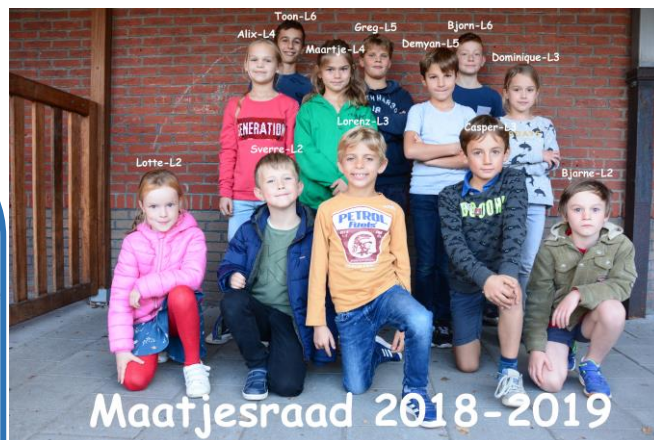 Toon-L6
Greg-L5
Bjorn-L6
Alix-L4
Maartje-L4
Demyan-L5
Dominique-L3
GENERATION
Lorenz-L3
Casper-L3
Sverre-L2
Lotte-L2
Bjarne-L2
PETROL
Fuels
Maatjesraad 2018-2019